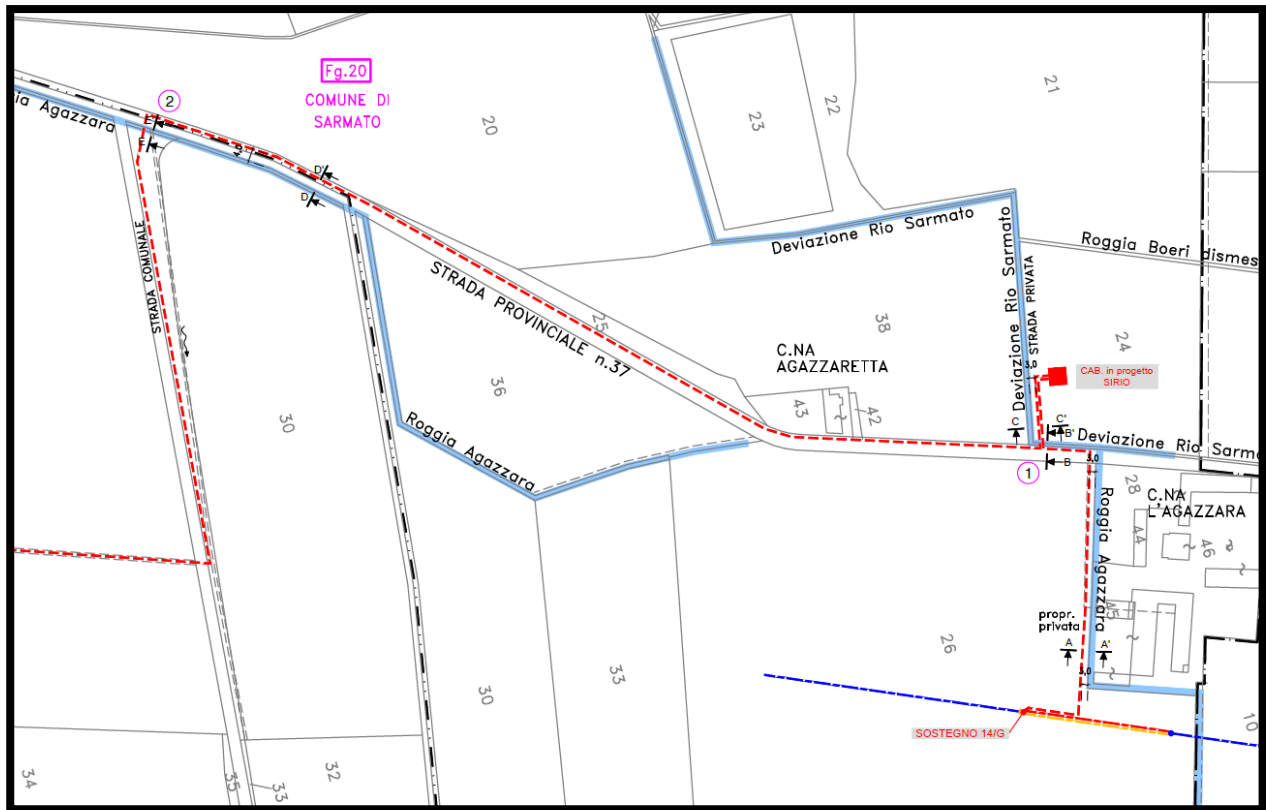 Fg.20
COMUNE DI
SARMATO
2
ia Agazzara
E'
F
D'
D
20
23
22
21
Deviazione Rio Sarmato
Deviazione Rio Sarmato
STRADA PRIVATA
Roggia Boeri dismes
STRADA COMUNALE
STRADA PROVINCIALE n.37
25
38
24
C.NA
AGAZZARETTA
3,0
CAB. in progetto
SIRIO
36
30
43
42
C
C'
B'
Deviazione Rio Sarma
Roggia Agazzara
1
B
3,0
28
C.NA
L'AGAZZARA
Roggia Agazzara
44
46
45
propr.
privata
A
A'
3,0
26
33
30
10
SOSTEGNO 14/G
34
35
33
32